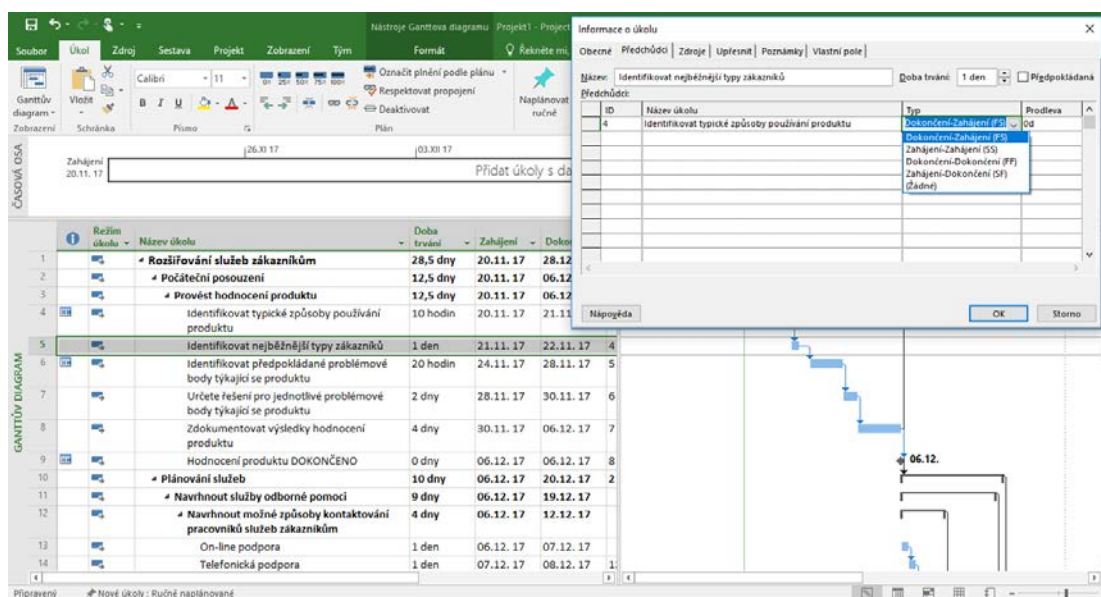 Nástroje Ganttova diagramu Projekt1 - Project
Soubor Úkol Zdroj Sestava Projekt Zobrazení Tým Formát Řekněte mi,
Ganttův diagram
Vložit
Calibri 11
B I U A
Označit plnění podle plánu
Respektovat propojení
Deaktivovat
Naplánovat ručně
Zobrazení Schránka Písmo Plán
ČASOVÁ OSA
26.XI 17 03.XII 17
Zahájení
20.11. 17
Přidat úkoly s da
Informace o úkolu
Obecné Předchůdci Zdroje Upřesnit Poznámky Vlastní pole
Název: Identifikovat nejběžnější typy zákazníků Doba trvání: 1 den Předpokládaná
Předchůdci:
ID Název úkolu Typ Prodleva
4 Identifikovat typické způsoby používání produktu Dokončení-Zahájení (FS) 0d
Dokončení-Zahájení (FS)
Zahájení-Zahájení (SS)
Dokončení-Dokončení (FF)
Zahájení-Dokončení (SF)
(Žádné)
Nápověda OK Storno
GANTTŮV DIAGRAM
Režim úkolu Název úkolu Doba trvání Zahájení Doko
1 Rozšiřování služeb zákazníkům 28,5 dny 20.11. 17 28.12
2 Počáteční posouzení 12,5 dny 20.11. 17 06.12
3 Provést hodnocení produktu 12,5 dny 20.11. 17 06.12
4 Identifikovat typické způsoby používání produktu 10 hodin 20.11. 17 21.11
5 Identifikovat nejběžnější typy zákazníků 1 den 21.11. 17 22.11. 17 4
6 Identifikovat předpokládané problémové body týkající se produktu 20 hodin 24.11. 17 28.11. 17 5
7 Určete řešení pro jednotlivé problémové body týkající se produktu 2 dny 28.11. 17 30.11. 17 6
8 Zdokumentovat výsledky hodnocení produktu 4 dny 30.11. 17 06.12. 17 7
9 Hodnocení produktu DOKONČENO 0 dny 06.12. 17 06.12. 17 8
10 Plánování služeb 10 dny 06.12. 17 20.12. 17 2
11 Navrhnout služby odborné pomoci 9 dny 06.12. 17 19.12. 17
12 Navrhnout možné způsoby kontaktování pracovníků služeb zákazníkům 4 dny 06.12. 17 12.12. 17
13 On-line podpora 1 den 06.12. 17 07.12. 17
14 Telefonická podpora 1 den 07.12. 17 08.12. 17
06.12.
Připravený Nové úkoly : Ručně naplánované